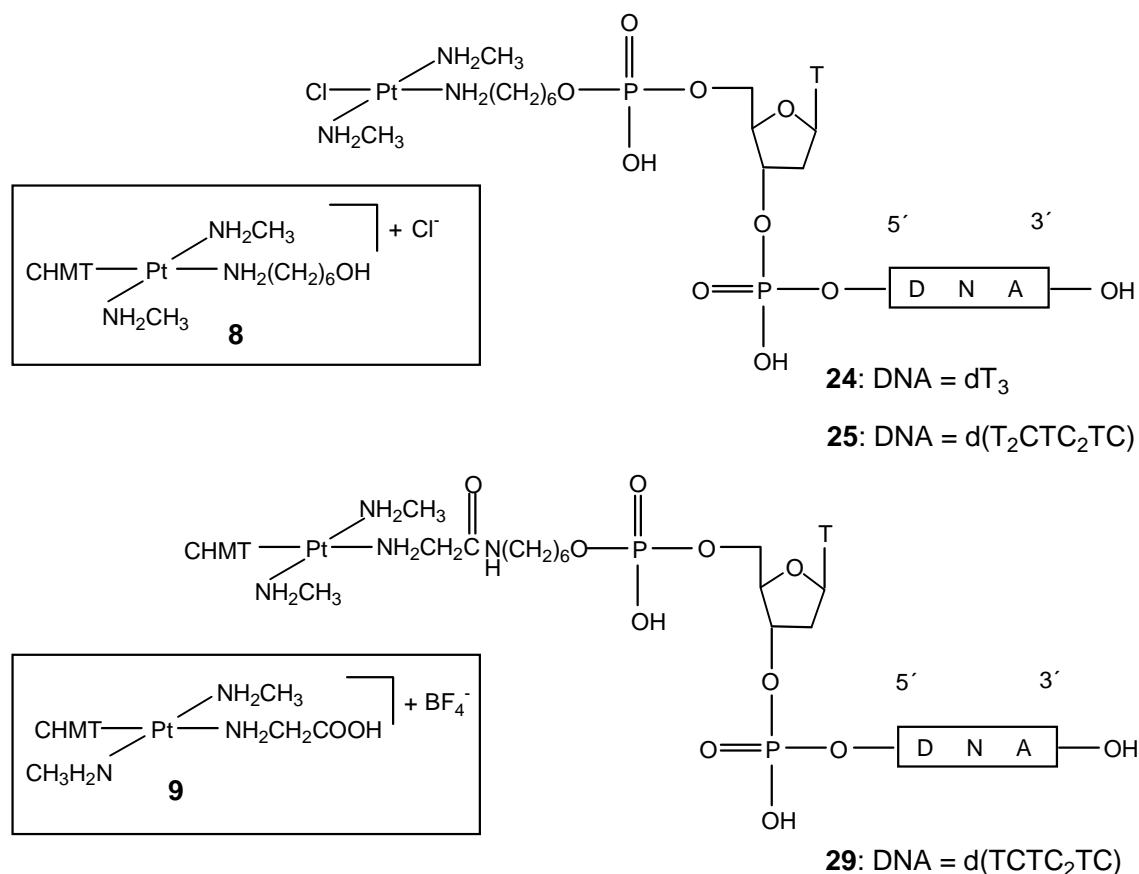 O
NH₂CH₃
T
Cl Pt NH₂(CH₂)₆O P O O
NH₂CH₃
OH
O 5´ 3´
NH₂CH₃ + Cl⁻
CHMT Pt NH₂(CH₂)₆OH
O P O D N A OH
NH₂CH₃
8
OH
24: DNA = dT₃
25: DNA = d(T₂CTC₂TC)
O O
NH₂CH₃
T
CHMT Pt NH₂CH₂CN(CH₂)₆O P O O
H
NH₂CH₃
OH
NH₂CH₃ + BF₄⁻
O 5´ 3´
CHMT Pt NH₂CH₂COOH
O P O D N A OH
CH₃H₂N
9
OH
29: DNA = d(TCTC₂TC)